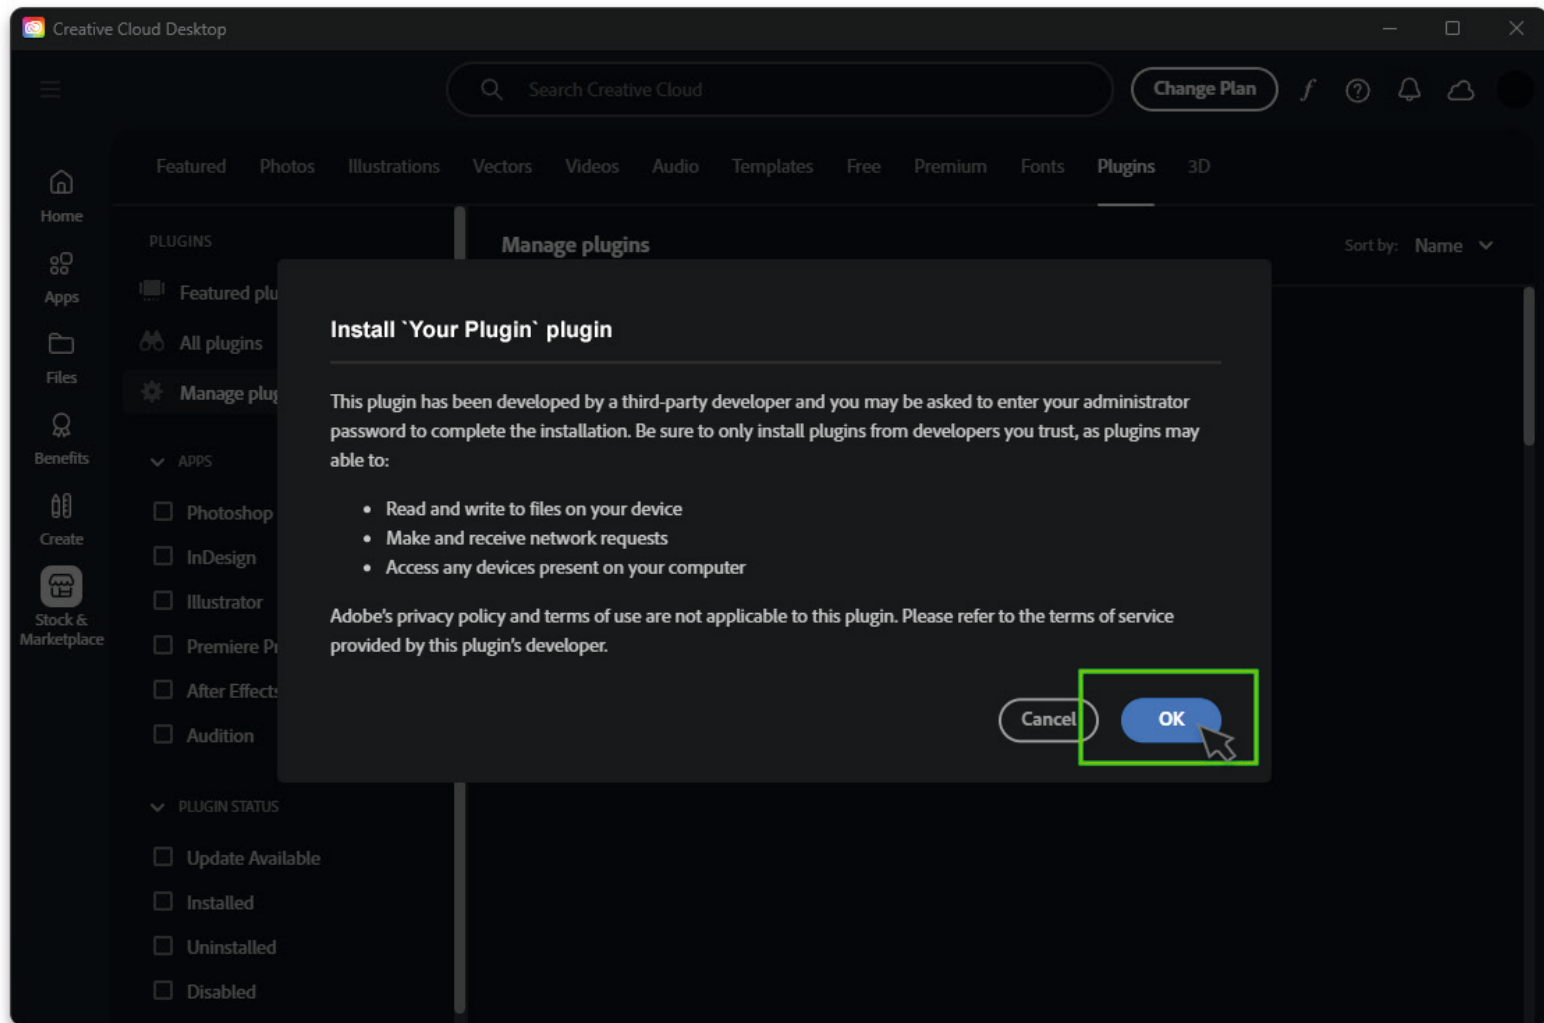 Creative Cloud Desktop
Search Creative Cloud
Change Plan
Featured Photos Illustrations Vectors Videos Audio Templates Free Premium Fonts Plugins 3D
Home
Apps
Files
Benefits
Create
Stock &
Marketplace
PLUGINS
Featured plu
All plugins
Manage plug
APPS
Photoshop
InDesign
Illustrator
Premiere Pr
After Effects
Audition
PLUGIN STATUS
Update Available
Installed
Uninstalled
Disabled
Manage plugins
Sort by: Name
Install `Your Plugin` plugin
This plugin has been developed by a third-party developer and you may be asked to enter your administrator
password to complete the installation. Be sure to only install plugins from developers you trust, as plugins may
able to:
• Read and write to files on your device
• Make and receive network requests
• Access any devices present on your computer
Adobe's privacy policy and terms of use are not applicable to this plugin. Please refer to the terms of service
provided by this plugin's developer.
Cancel
OK